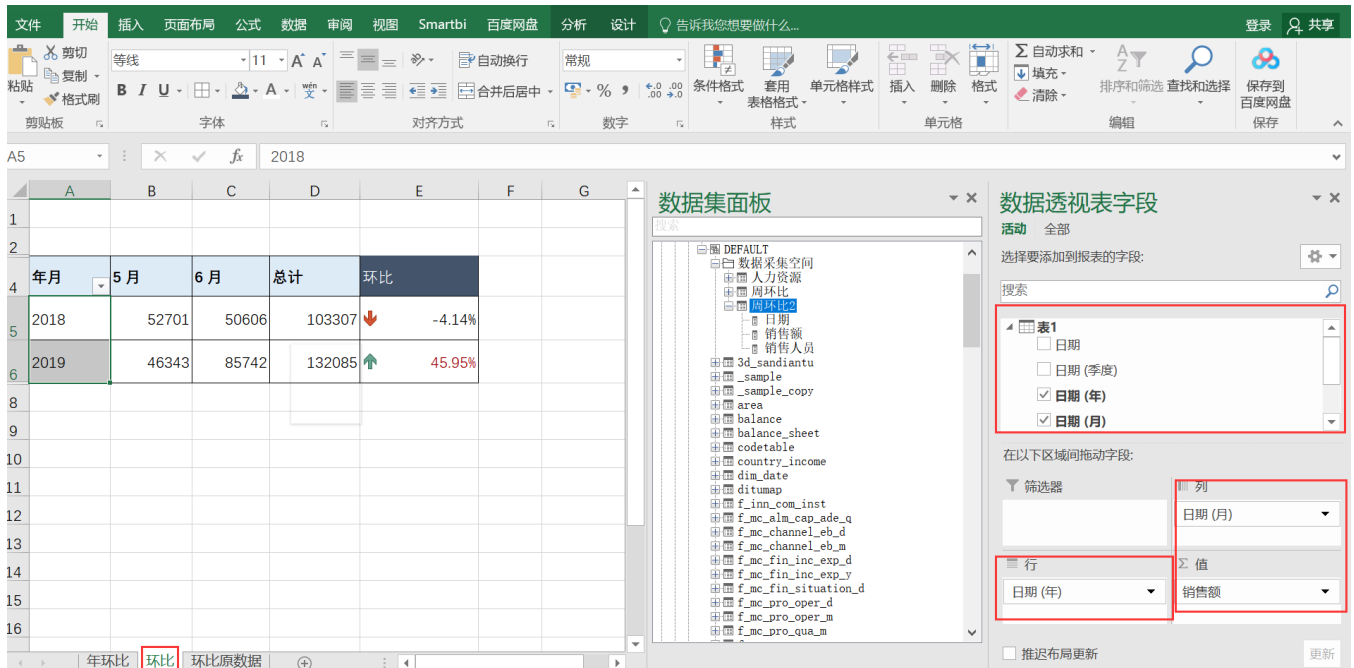 文件 开始 插入 页面布局 公式 数据 审阅 视图 Smartbi 百度网盘 分析 设计 告诉我您想要做什么... 登录 共享
粘贴 剪切 复制 格式刷
剪贴板
等线 11
B I U A wén 文
字体
自动换行
合并后居中
对齐方式
常规
% , .0 .00 .00 .0
数字
条件格式 套用表格格式 单元格样式
样式
插入 删除 格式
单元格
自动求和 填充 清除 排序和筛选 查找和选择
编辑
保存到百度网盘
保存
A5 fx 2018
A B C D E F G
1
2
4 年月 5月 6月 总计 环比
5 2018 52701 50606 103307 -4.14%
6 2019 46343 85742 132085 45.95%
8
9
10
11
12
13
14
15
16
年环比 环比 环比原数据
数据集面板
搜索
DEFAULT
数据采集空间
人力资源
周环比
周环比2
日期
销售额
销售人员
3d_sandiantu
_sample
_sample_copy
area
balance
balance_sheet
codetable
country_income
dim_date
ditumap
f_inn_com_inst
f_mc_alm_cap_ade_q
f_mc_channel_eb_d
f_mc_channel_eb_m
f_mc_fin_inc_exp_d
f_mc_fin_inc_exp_y
f_mc_fin_situation_d
f_mc_pro_oper_d
f_mc_pro_oper_m
f_mc_pro_qua_m
数据透视表字段
活动 全部
选择要添加到报表的字段:
搜索
表1
日期
日期 (季度)
日期 (年)
日期 (月)
在以下区域间拖动字段:
筛选器
列
日期 (月)
行
日期 (年)
Σ 值
销售额
推迟布局更新 更新